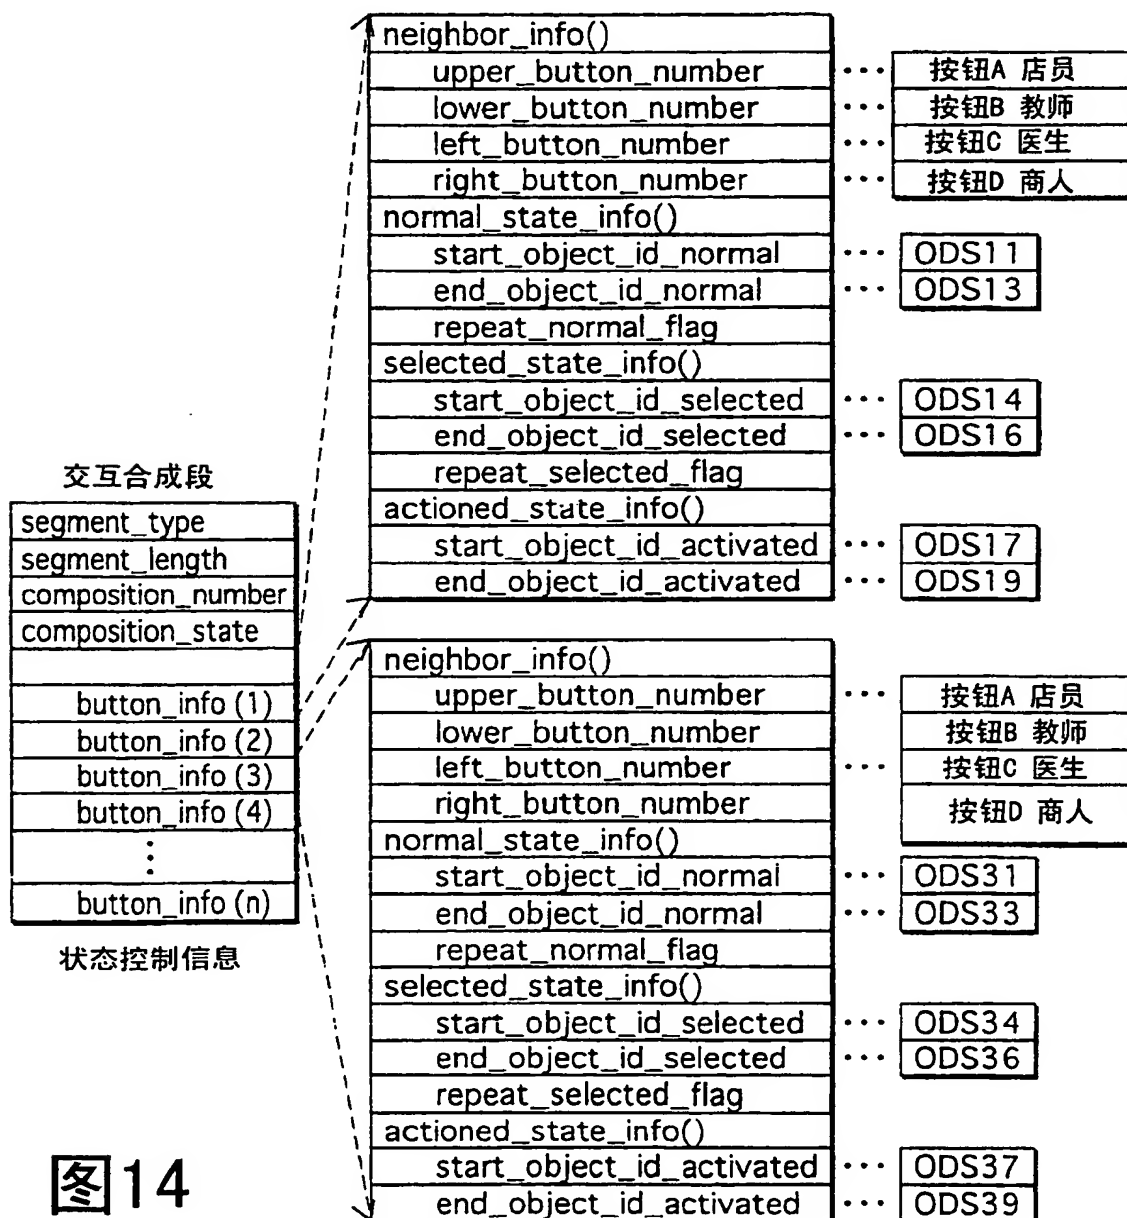 neighbor_info()
upper_button_number ··· 按钮A 店员
lower_button_number ··· 按钮B 教师
left_button_number ··· 按钮C 医生
right_button_number ··· 按钮D 商人
normal_state_info()
start_object_id_normal ··· ODS11
end_object_id_normal ··· ODS13
repeat_normal_flag
selected_state_info()
start_object_id_selected ··· ODS14
end_object_id_selected ··· ODS16
repeat_selected_flag
actioned_state_info()
start_object_id_activated ··· ODS17
end_object_id_activated ··· ODS19
交互合成段
segment_type
segment_length
composition_number
composition_state
button_info (1)
button_info (2)
button_info (3)
button_info (4)
⋮
button_info (n)
状态控制信息
neighbor_info()
upper_button_number ··· 按钮A 店员
lower_button_number 按钮B 教师
left_button_number ··· 按钮C 医生
right_button_number 按钮D 商人
normal_state_info()
start_object_id_normal ··· ODS31
end_object_id_normal ··· ODS33
repeat_normal_flag
selected_state_info()
start_object_id_selected ··· ODS34
end_object_id_selected ··· ODS36
repeat_selected_flag
actioned_state_info()
start_object_id_activated ··· ODS37
end_object_id_activated ··· ODS39
图14